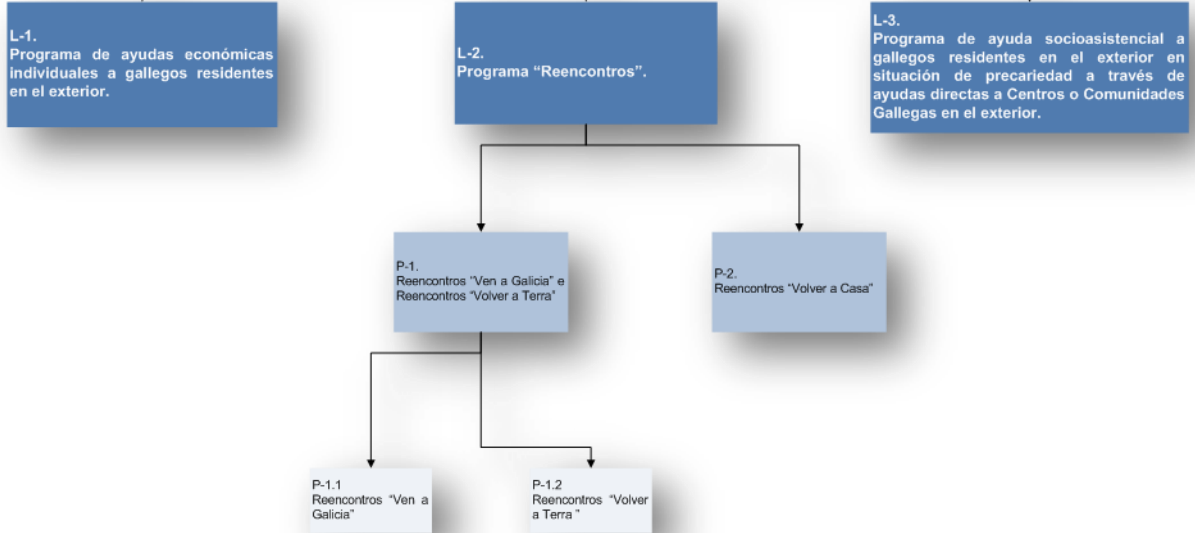 L-1.
Programa de ayudas económicas
individuales a gallegos residentes
en el exterior.
L-2.
Programa “Reencontros”.
L-3.
Programa de ayuda socioasistencial a
gallegos residentes en el exterior en
situación de precariedad a través de
ayudas directas a Centros o Comunidades
Gallegas en el exterior.
P-1.
Reencontros “Ven a Galicia” e
Reencontros “Volver a Terra”
P-2.
Reencontros “Volver a Casa”
P-1.1
Reencontros “Ven a
Galicia”
P-1.2
Reencontros “Volver
a Terra ”